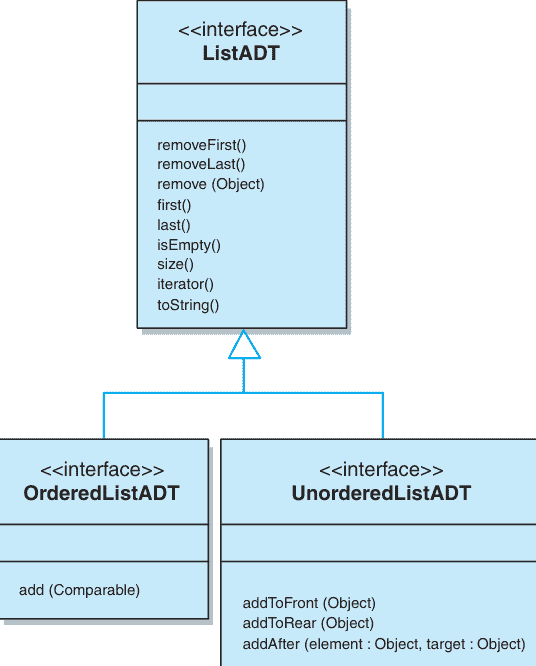 <<interface>>
ListADT
removeFirst()
removeLast()
remove (Object)
first()
last()
isEmpty()
size()
iterator()
toString()
<<interface>>
OrderedListADT
add (Comparable)
<<interface>>
UnorderedListADT
addToFront (Object)
addToRear (Object)
addAfter (element : Object, target : Object)